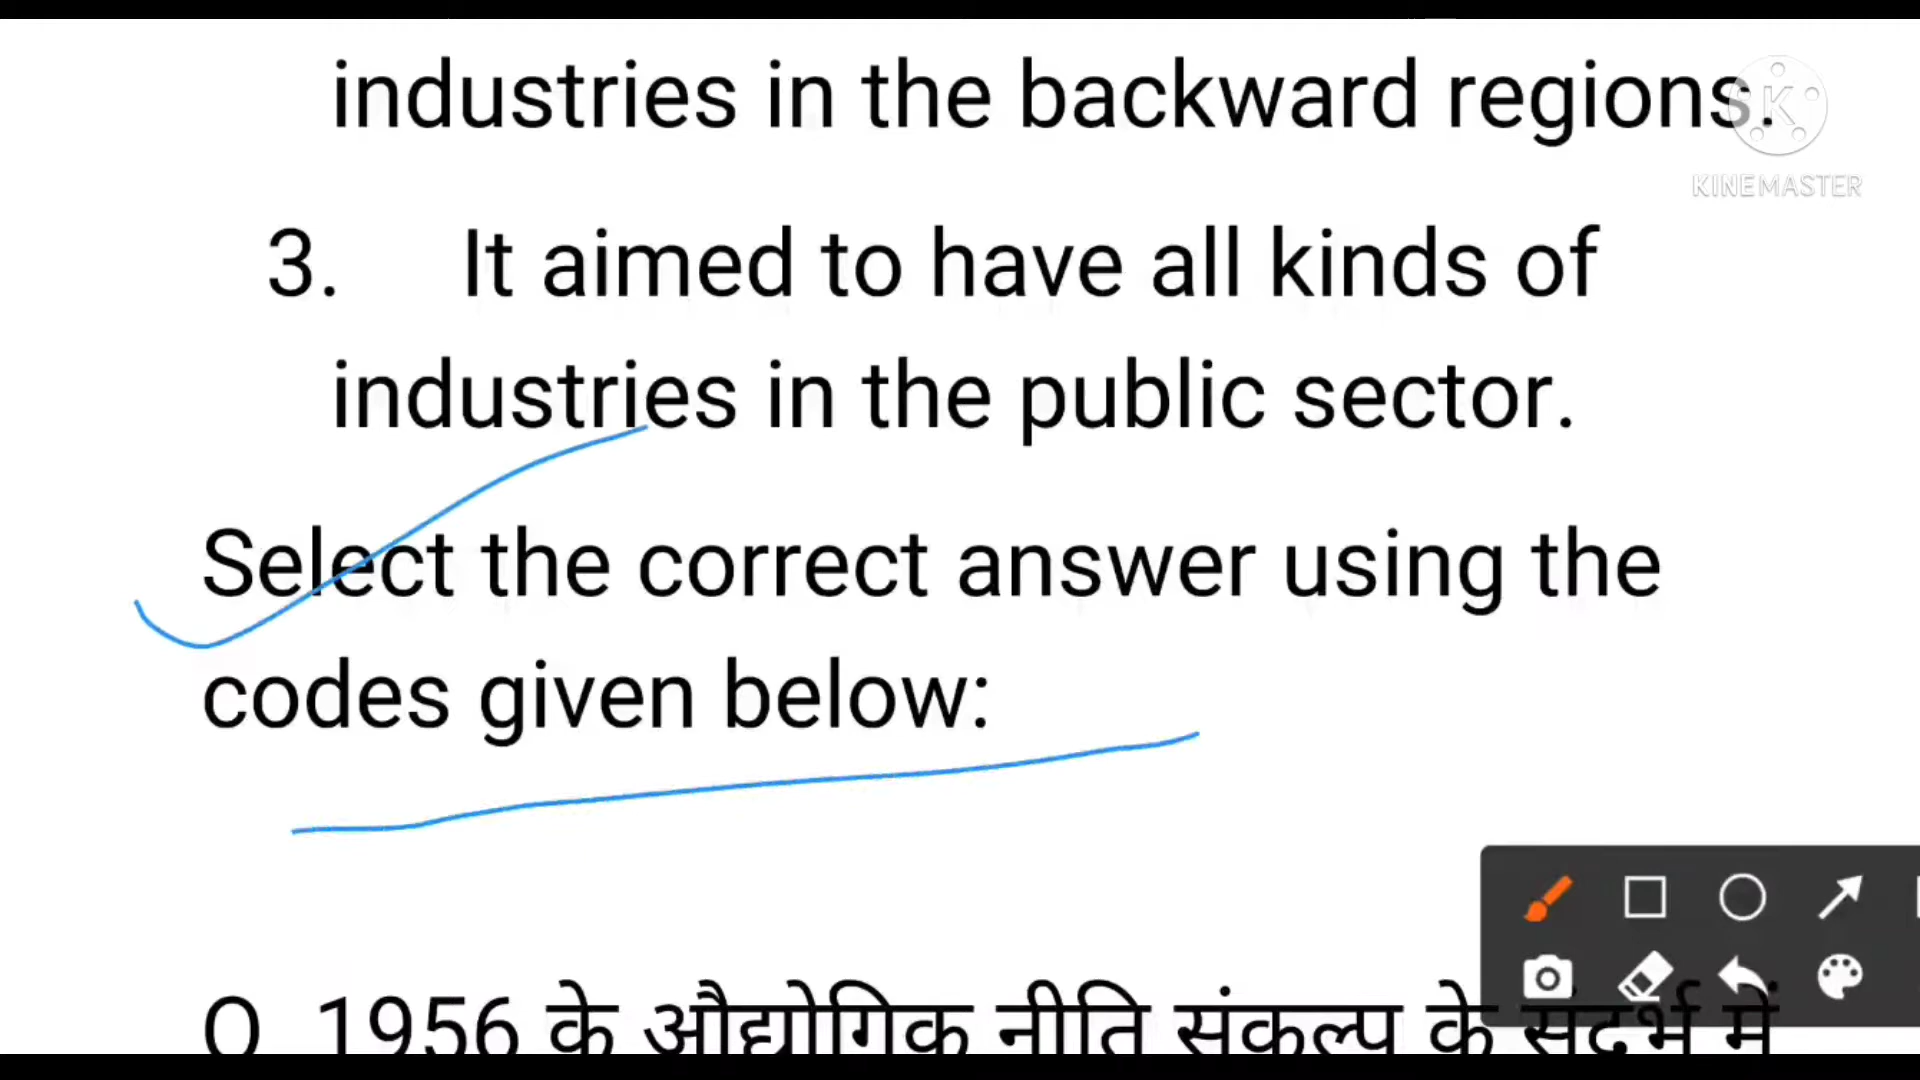 industries in the backward regions.
KINEMASTER
3. It aimed to have all kinds of
industries in the public sector.
Select the correct answer using the
codes given below:
Q 1956 के औद्योगिक नीति संकल्प के संदर्भ में